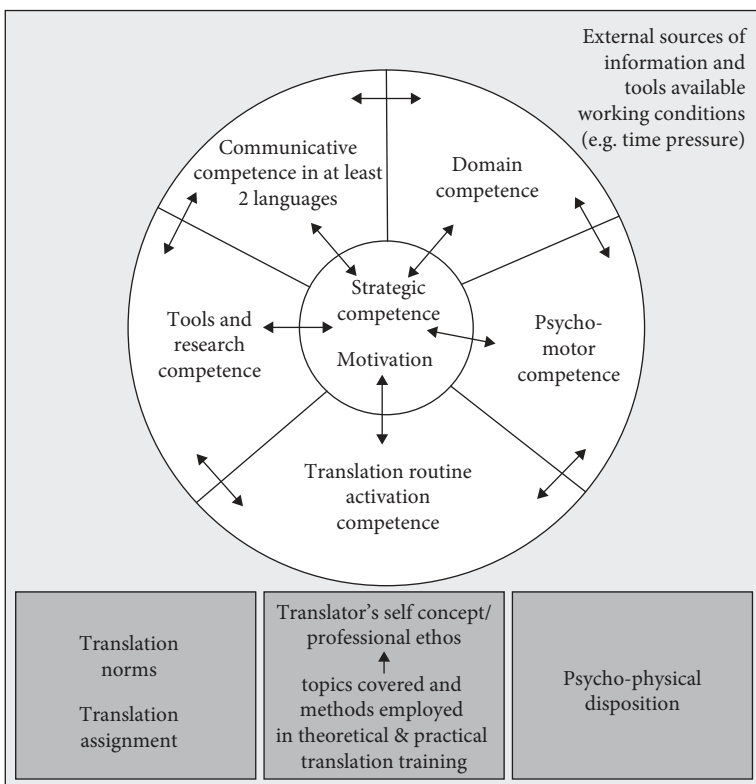 External sources of
information and
tools available
working conditions
(e.g. time pressure)
Communicative
competence in at least
2 languages
Domain
competence
Strategic
competence
Motivation
Tools and
research
competence
Psycho-
motor
competence
Translation routine
activation
competence
Translation
norms
Translation
assignment
Translator’s self concept/
professional ethos
topics covered and
methods employed
in theoretical & practical
translation training
Psycho-physical
disposition